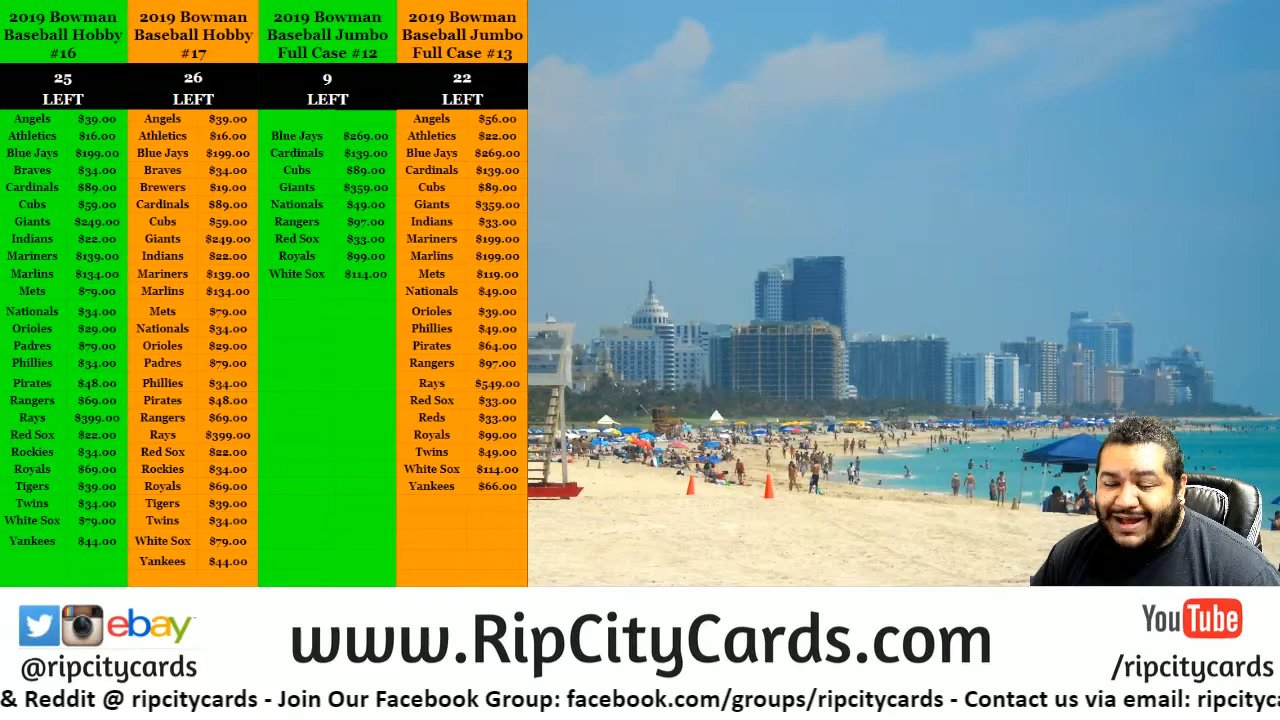 2019 Bowman
Baseball Hobby
#16
25
LEFT
Angels $39.00
Athletics $16.00
Blue Jays $199.00
Braves $34.00
Cardinals $89.00
Cubs $59.00
Giants $249.00
Indians $22.00
Mariners $139.00
Marlins $134.00
Mets $79.00
Nationals $34.00
Orioles $29.00
Padres $79.00
Phillies $34.00
Pirates $48.00
Rangers $69.00
Rays $399.00
Red Sox $22.00
Rockies $34.00
Royals $69.00
Tigers $39.00
Twins $34.00
White Sox $79.00
Yankees $44.00
2019 Bowman
Baseball Hobby
#17
26
LEFT
Angels $39.00
Athletics $16.00
Blue Jays $199.00
Braves $34.00
Brewers $19.00
Cardinals $89.00
Cubs $59.00
Giants $249.00
Indians $22.00
Mariners $139.00
Marlins $134.00
Mets $79.00
Nationals $34.00
Orioles $29.00
Padres $79.00
Phillies $34.00
Pirates $48.00
Rangers $69.00
Rays $399.00
Red Sox $22.00
Rockies $34.00
Royals $69.00
Tigers $39.00
Twins $34.00
White Sox $79.00
Yankees $44.00
2019 Bowman
Baseball Jumbo
Full Case #12
9
LEFT
Blue Jays $269.00
Cardinals $139.00
Cubs $89.00
Giants $359.00
Nationals $49.00
Rangers $97.00
Red Sox $33.00
Royals $99.00
White Sox $114.00
2019 Bowman
Baseball Jumbo
Full Case #13
22
LEFT
Angels $56.00
Athletics $22.00
Blue Jays $269.00
Cardinals $139.00
Cubs $89.00
Giants $359.00
Indians $33.00
Mariners $199.00
Marlins $199.00
Mets $119.00
Nationals $49.00
Orioles $39.00
Phillies $49.00
Pirates $64.00
Rangers $97.00
Rays $549.00
Red Sox $33.00
Reds $33.00
Royals $99.00
Twins $49.00
White Sox $114.00
Yankees $66.00
ebay
@ripcitycards
www.RipCityCards.com
YouTube
/ripcitycards
& Reddit @ ripcitycards - Join Our Facebook Group: facebook.com/groups/ripcitycards - Contact us via email: ripcityc